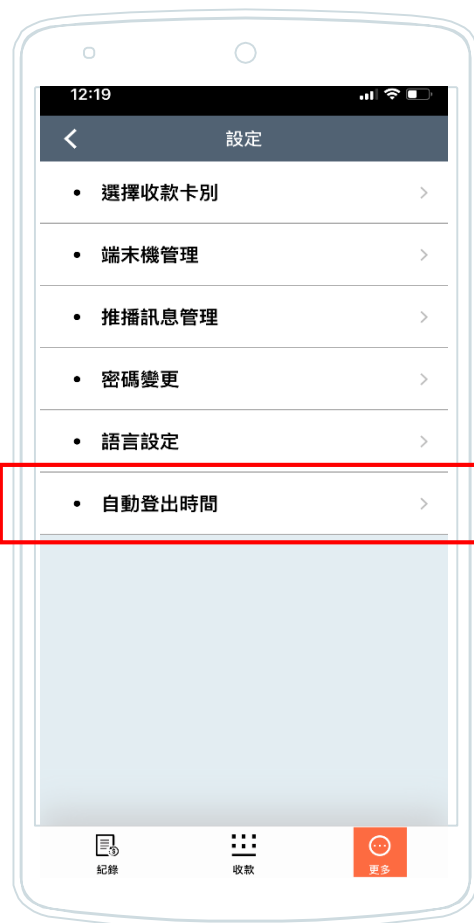 12:19
設定
• 選擇收款卡別
• 端末機管理
• 推播訊息管理
• 密碼變更
• 語言設定
• 自動登出時間
紀錄 收款 更多